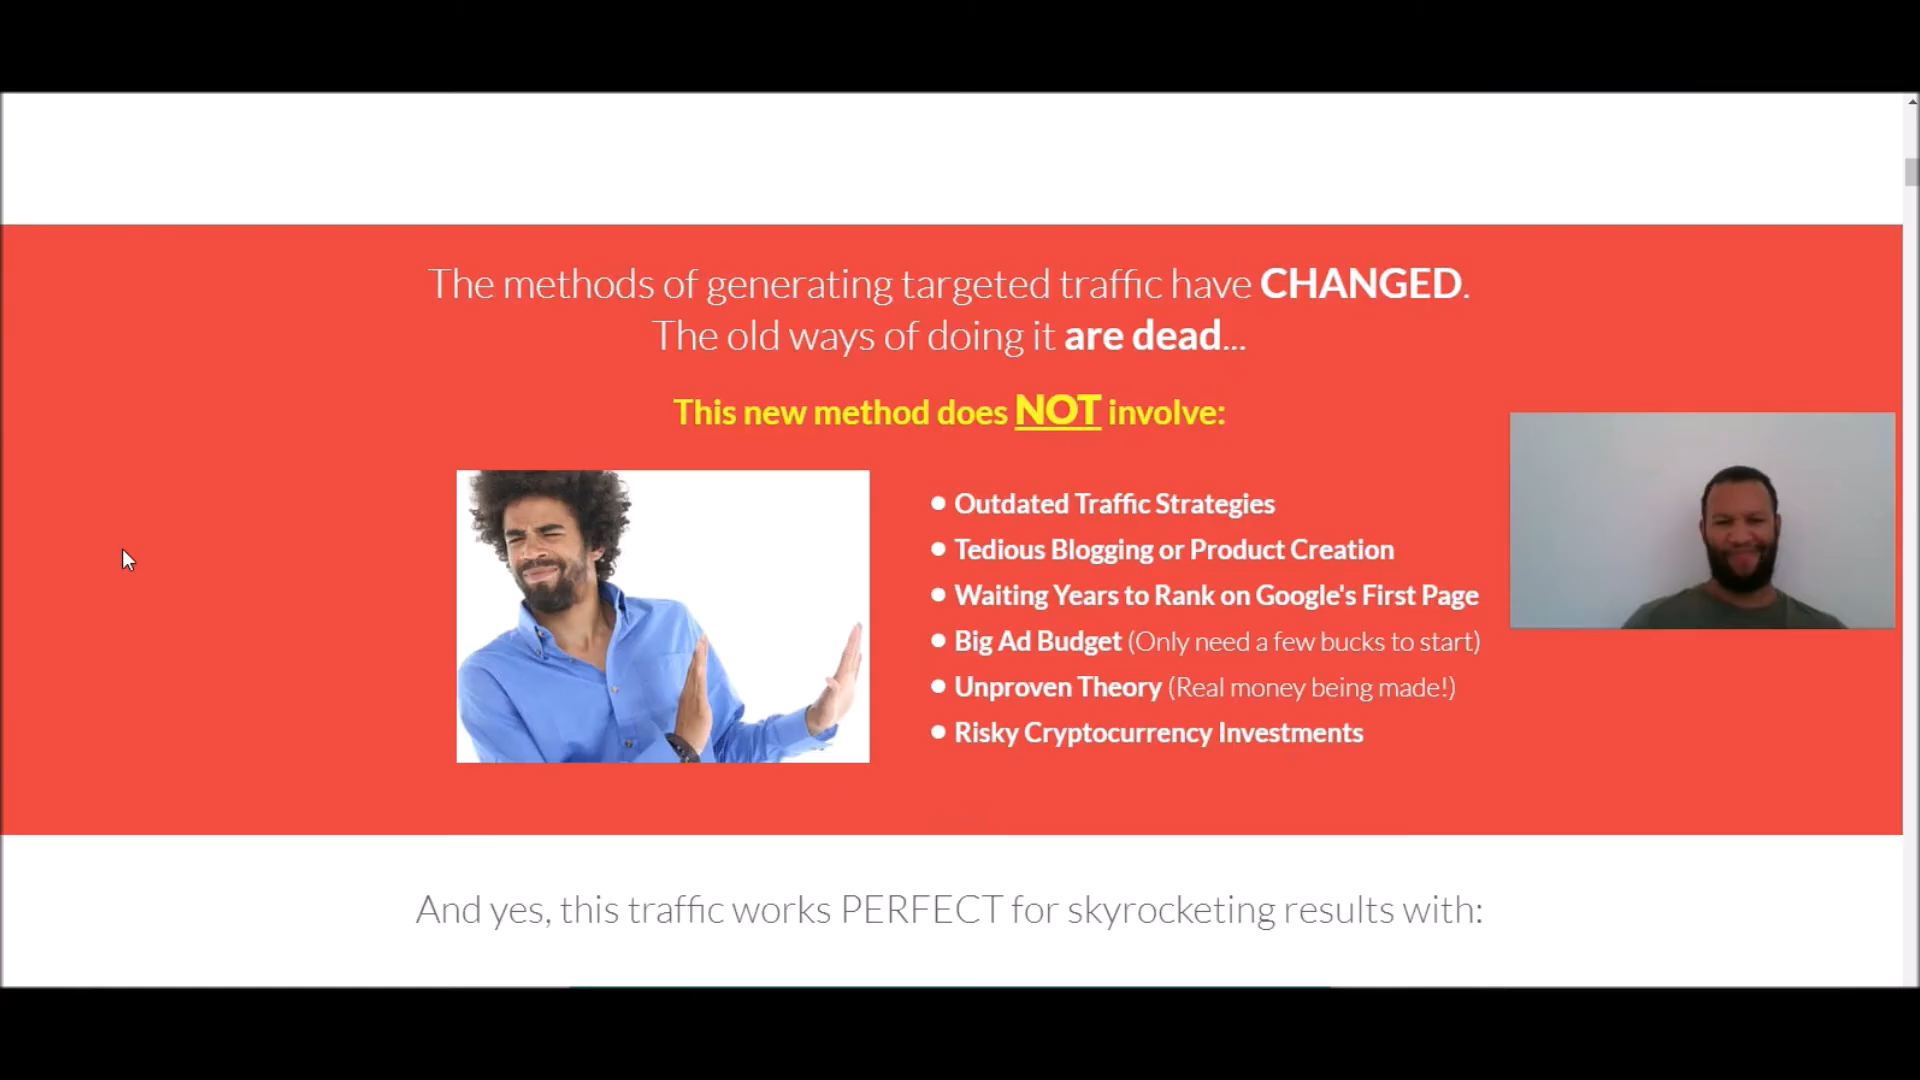 The methods of generating targeted traffic have CHANGED.
The old ways of doing it are dead...
This new method does NOT involve:
Outdated Traffic Strategies
Tedious Blogging or Product Creation
Waiting Years to Rank on Google's First Page
Big Ad Budget (Only need a few bucks to start)
Unproven Theory (Real money being made!)
Risky Cryptocurrency Investments
And yes, this traffic works PERFECT for skyrocketing results with: